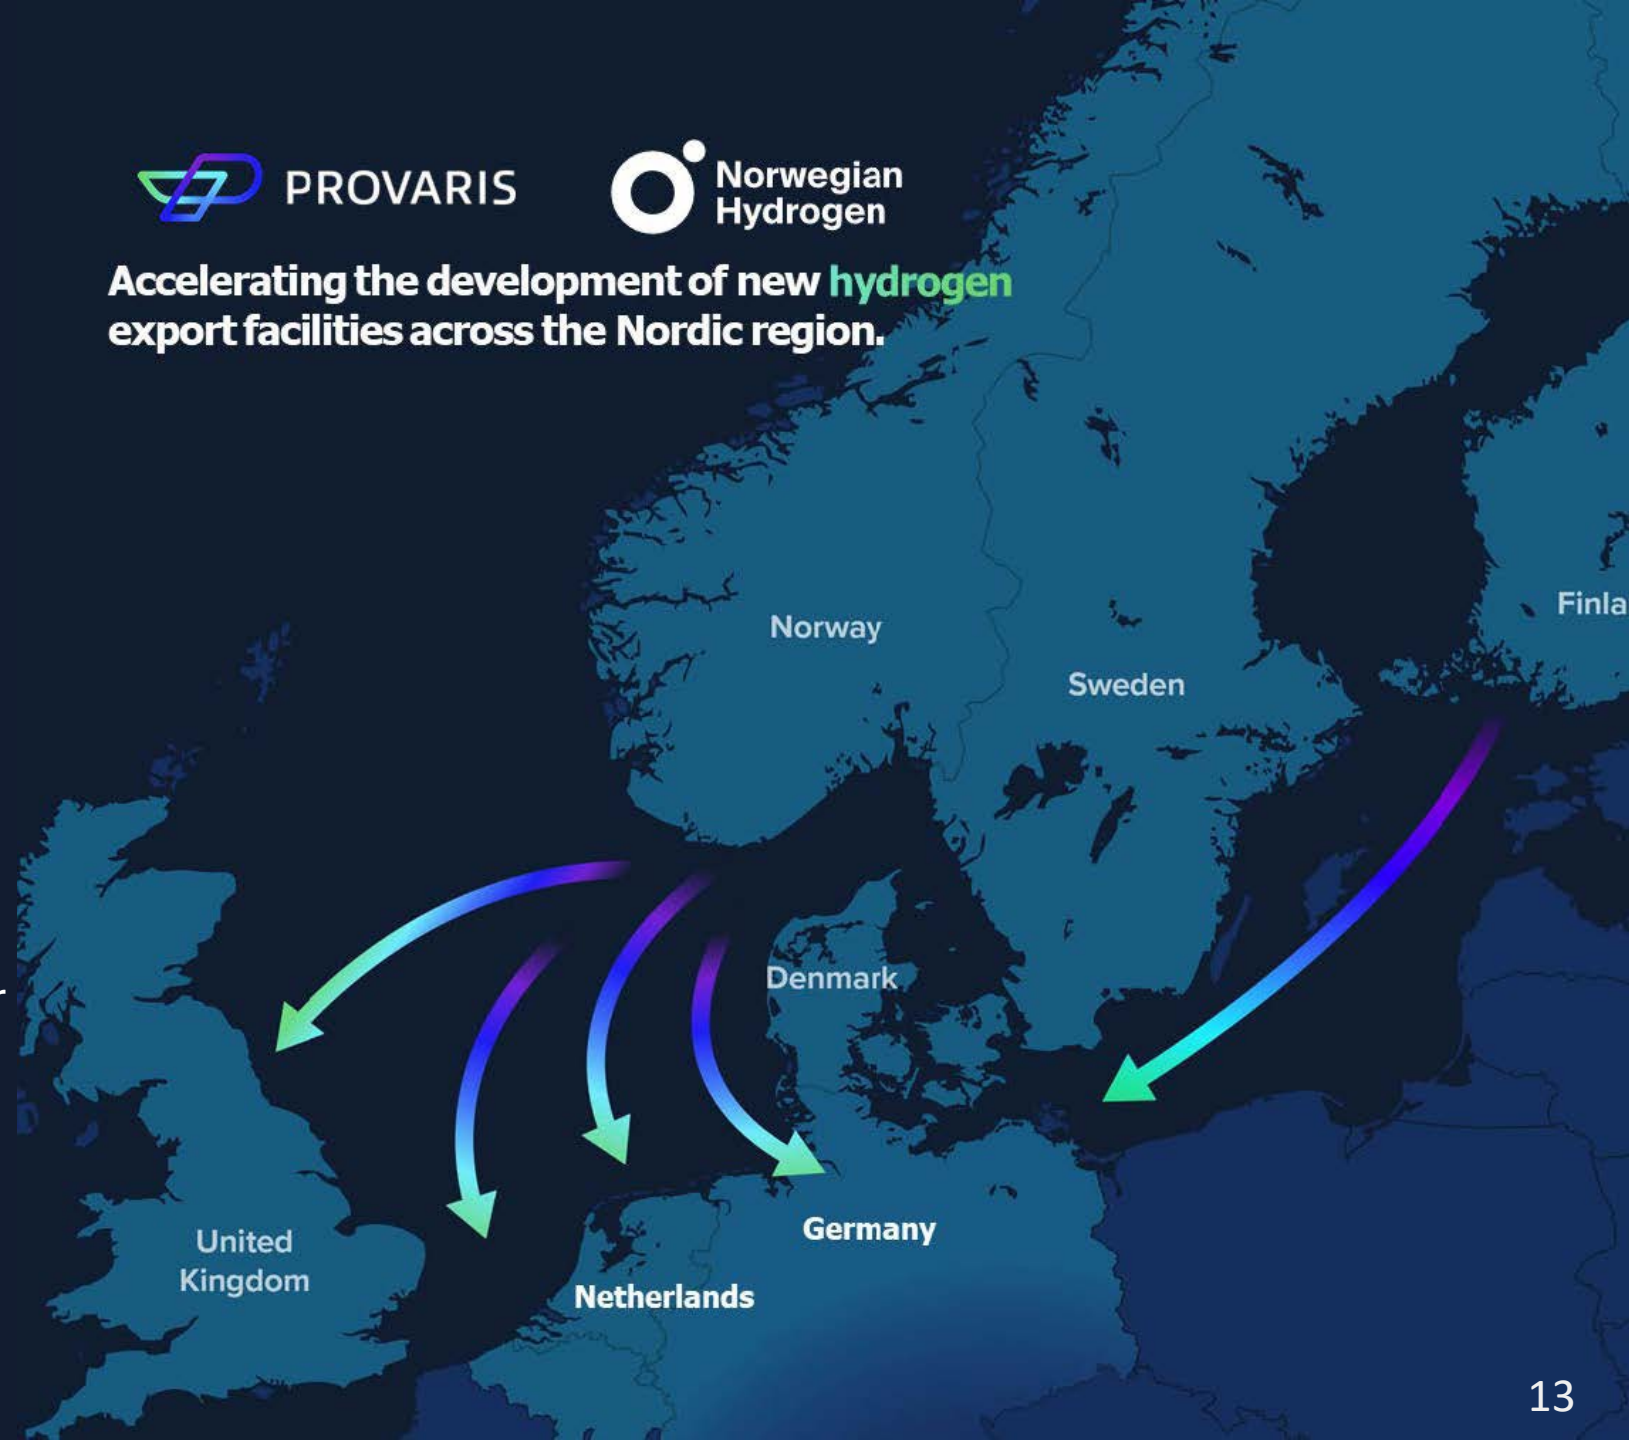 PROVARIS
Norwegian
Hydrogen
Accelerating the development of new hydrogen
export facilities across the Nordic region.
Norway
Finla
Sweden
Denmark
United
Kingdom
Germany
Netherlands
13